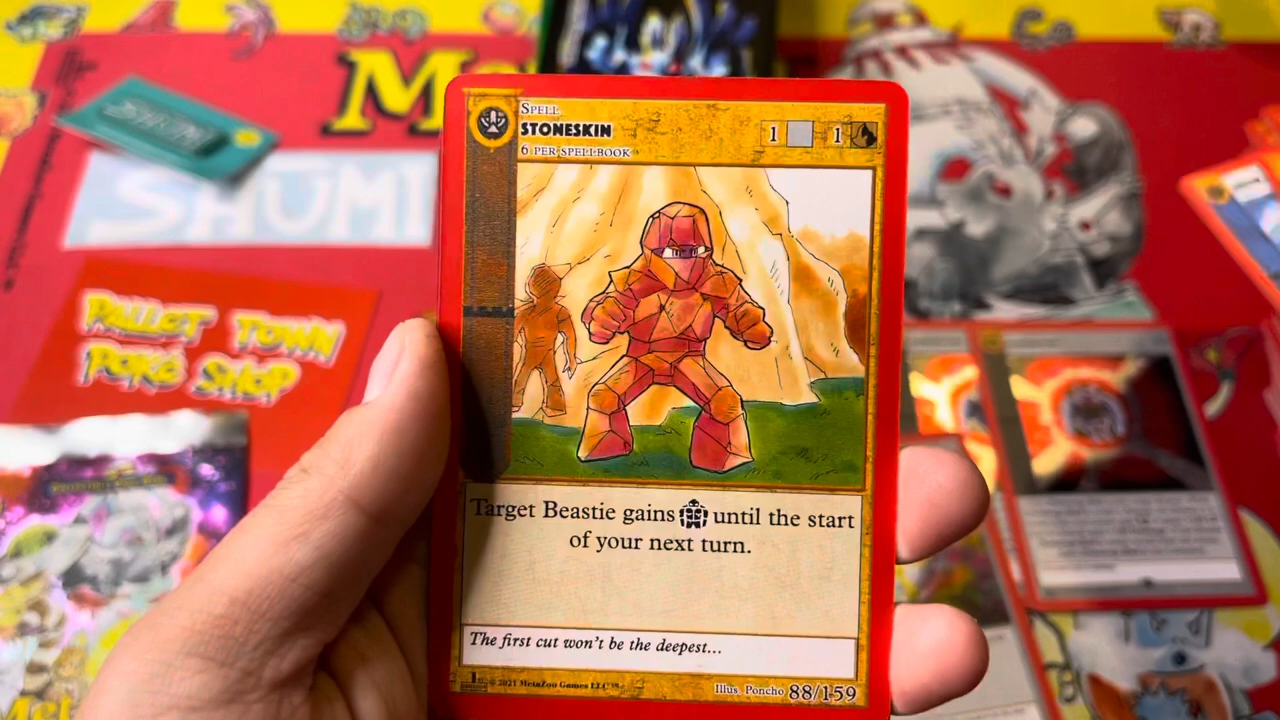 SPELL
STONESKIN
6 PER SPELLBOOK
1 1
Target Beastie gains until the start
of your next turn.
The first cut won't be the deepest...
© 2021 MetaZoo Games LLC
Illus. Poncho 88/159
SHUMI
PALLET TOWN
POKÉ SHOP